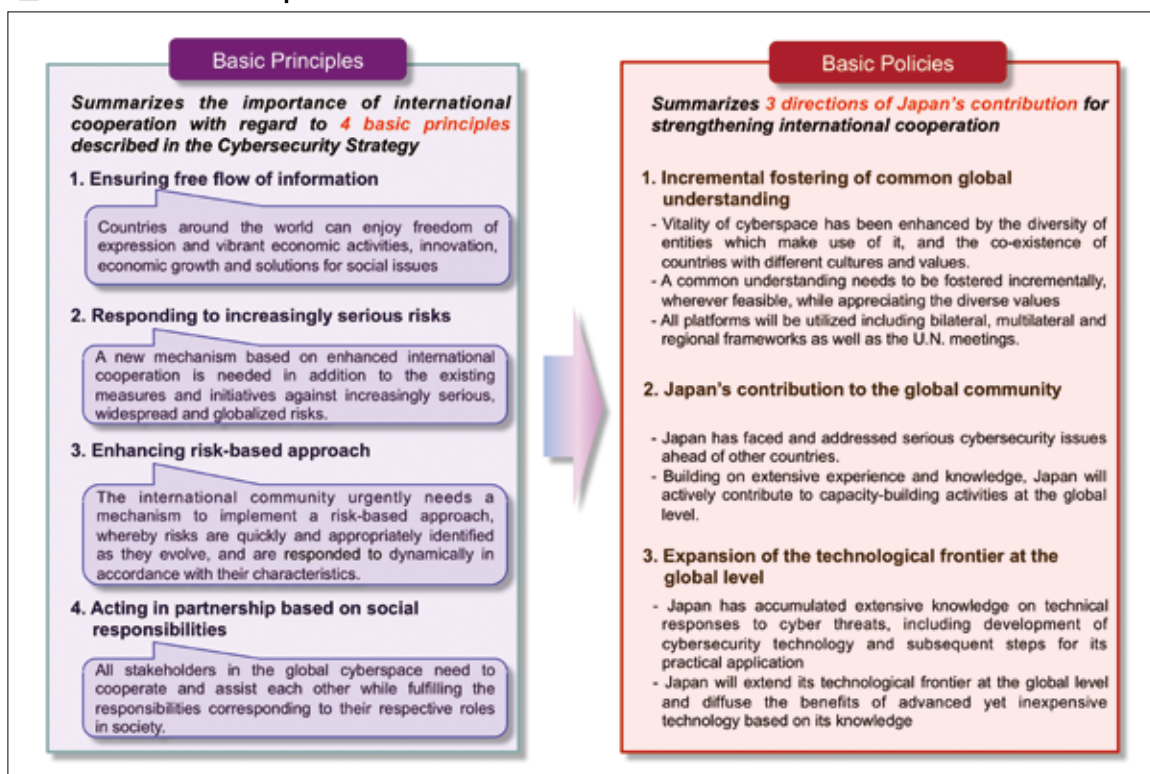 Basic Principles
Summarizes the importance of international
cooperation with regard to 4 basic principles
described in the Cybersecurity Strategy
1. Ensuring free flow of information
Countries around the world can enjoy freedom of
expression and vibrant economic activities, innovation,
economic growth and solutions for social issues
2. Responding to increasingly serious risks
A new mechanism based on enhanced international
cooperation is needed in addition to the existing
measures and initiatives against increasingly serious,
widespread and globalized risks.
3. Enhancing risk-based approach
The international community urgently needs a
mechanism to implement a risk-based approach,
whereby risks are quickly and appropriately identified
as they evolve, and are responded to dynamically in
accordance with their characteristics.
4. Acting in partnership based on social
responsibilities
All stakeholders in the global cyberspace need to
cooperate and assist each other while fulfilling the
responsibilities corresponding to their respective roles
in society.
Basic Policies
Summarizes 3 directions of Japan's contribution for
strengthening international cooperation
1. Incremental fostering of common global
understanding
- Vitality of cyberspace has been enhanced by the diversity of
entities which make use of it, and the co-existence of
countries with different cultures and values.
- A common understanding needs to be fostered incrementally,
wherever feasible, while appreciating the diverse values
- All platforms will be utilized including bilateral, multilateral and
regional frameworks as well as the U.N. meetings.
2. Japan's contribution to the global community
- Japan has faced and addressed serious cybersecurity issues
ahead of other countries.
- Building on extensive experience and knowledge, Japan will
actively contribute to capacity-building activities at the global
level.
3. Expansion of the technological frontier at the
global level
- Japan has accumulated extensive knowledge on technical
responses to cyber threats, including development of
cybersecurity technology and subsequent steps for its
practical application
- Japan will extend its technological frontier at the global level
and diffuse the benefits of advanced yet inexpensive
technology based on its knowledge